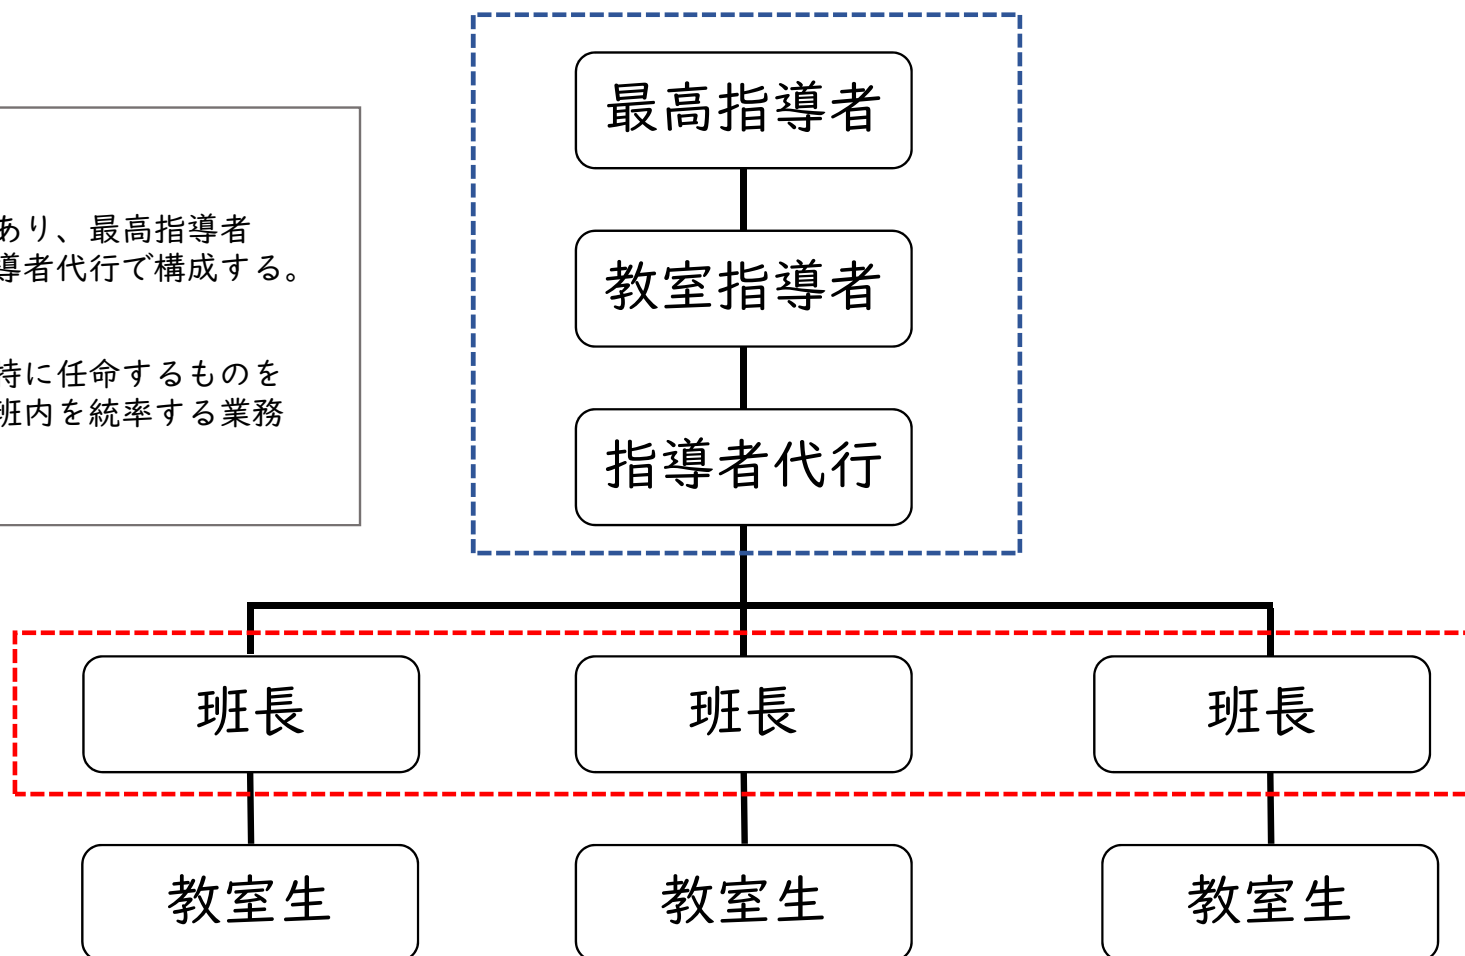 最高指導者
あり、最高指導者
導者代行で構成する。
特に任命するものを
班内を統率する業務
教室指導者
指導者代行
班長
班長
班長
教室生
教室生
教室生